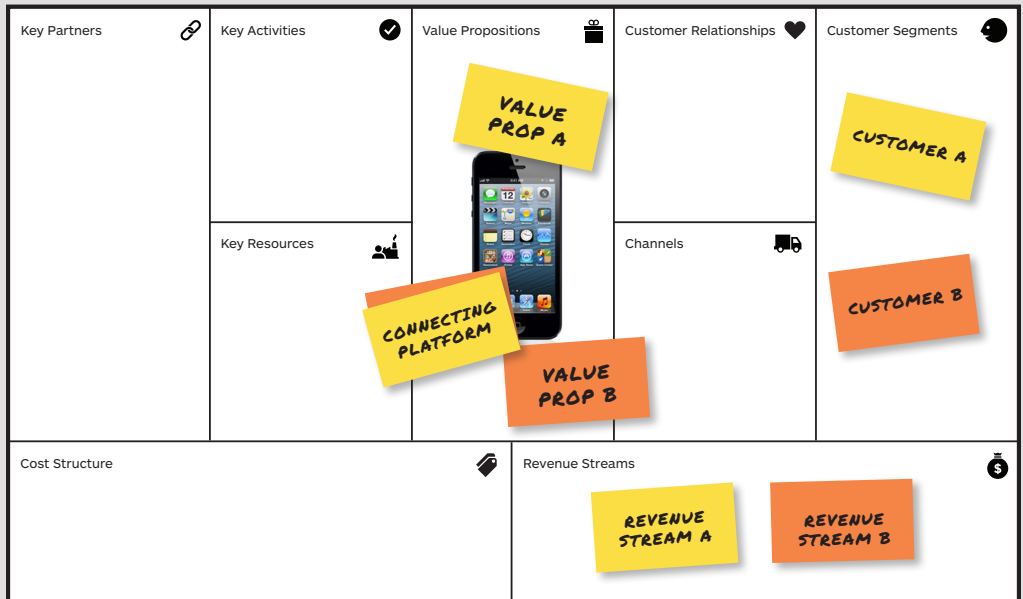 Key Partners
Key Activities
Value Propositions
Customer Relationships
Customer Segments
VALUE
PROP A
CUSTOMER A
12
Key Resources
Channels
CONNECTING
PLATFORM
CUSTOMER B
VALUE
PROP B
Cost Structure
Revenue Streams
$
REVENUE
STREAM A
REVENUE
STREAM B